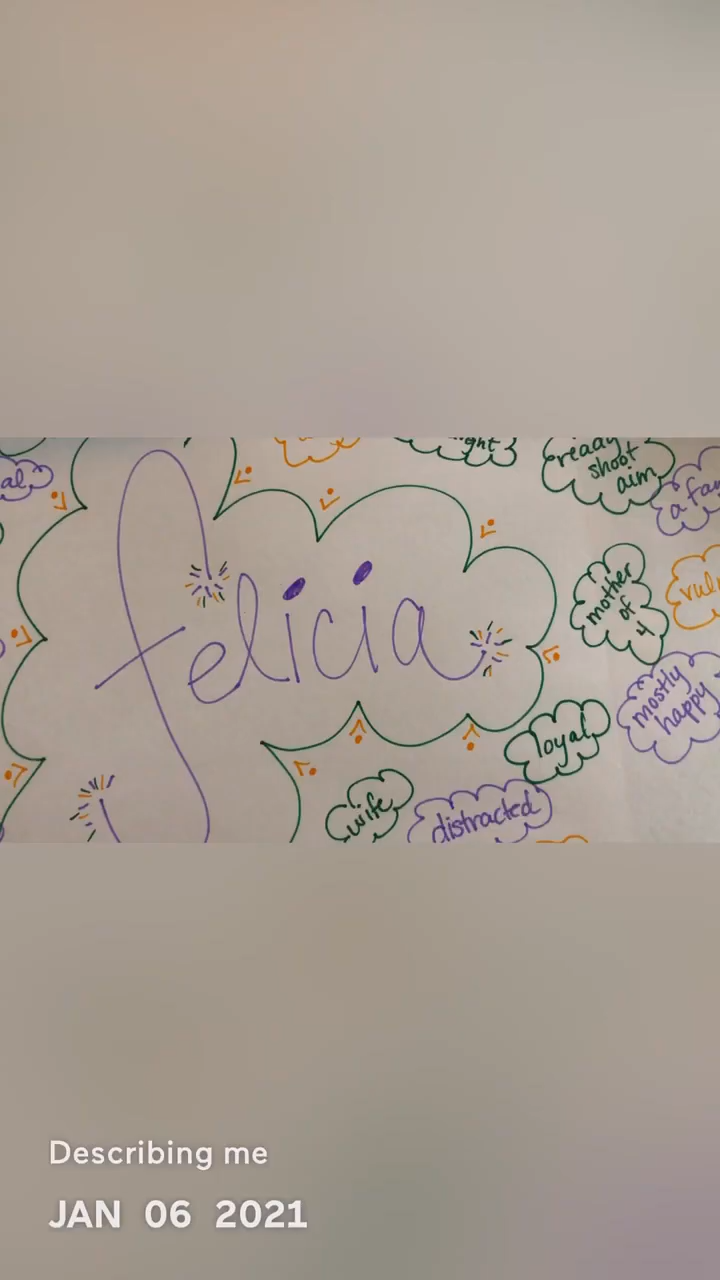 ready
shoot
aim
mother
of
4
felicia
mostly
happy
loyal
wife
distracted
Describing me
JAN 06 2021